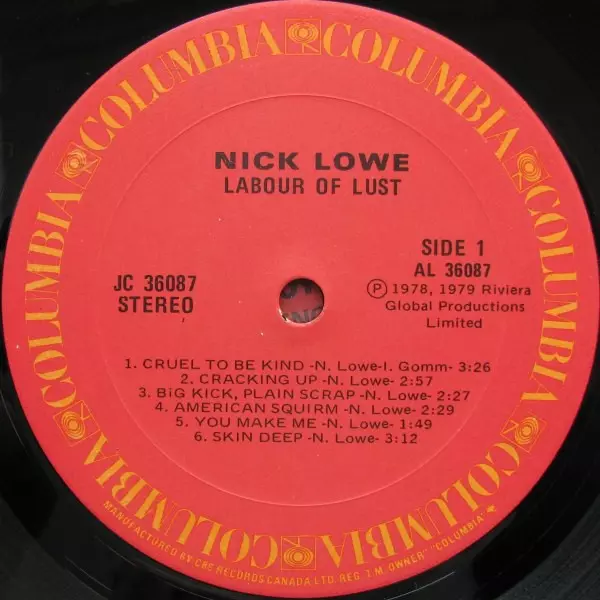 COLUMBIA COLUMBIA COLUMBIA COLUMBIA COLUMBIA COLUMBIA
NICK LOWE
LABOUR OF LUST
JC 36087
STEREO
SIDE 1
AL 36087
Ⓟ 1978, 1979 Riviera
Global Productions
Limited
1. CRUEL TO BE KIND -N. Lowe-I. Gomm- 3:26
2. CRACKING UP -N. Lowe- 2:57
3. BiG KICK, PLAIN SCRAP -N. Lowe- 2:27
4. AMERICAN SQUIRM -N. Lowe- 2:29
5. YOU MAKE ME -N. Lowe- 1:49
6. SKIN DEEP -N. Lowe- 3:12
MANUFACTURED BY CBS RECORDS CANADA LTD. REG. T.M. OWNER "COLUMBIA"